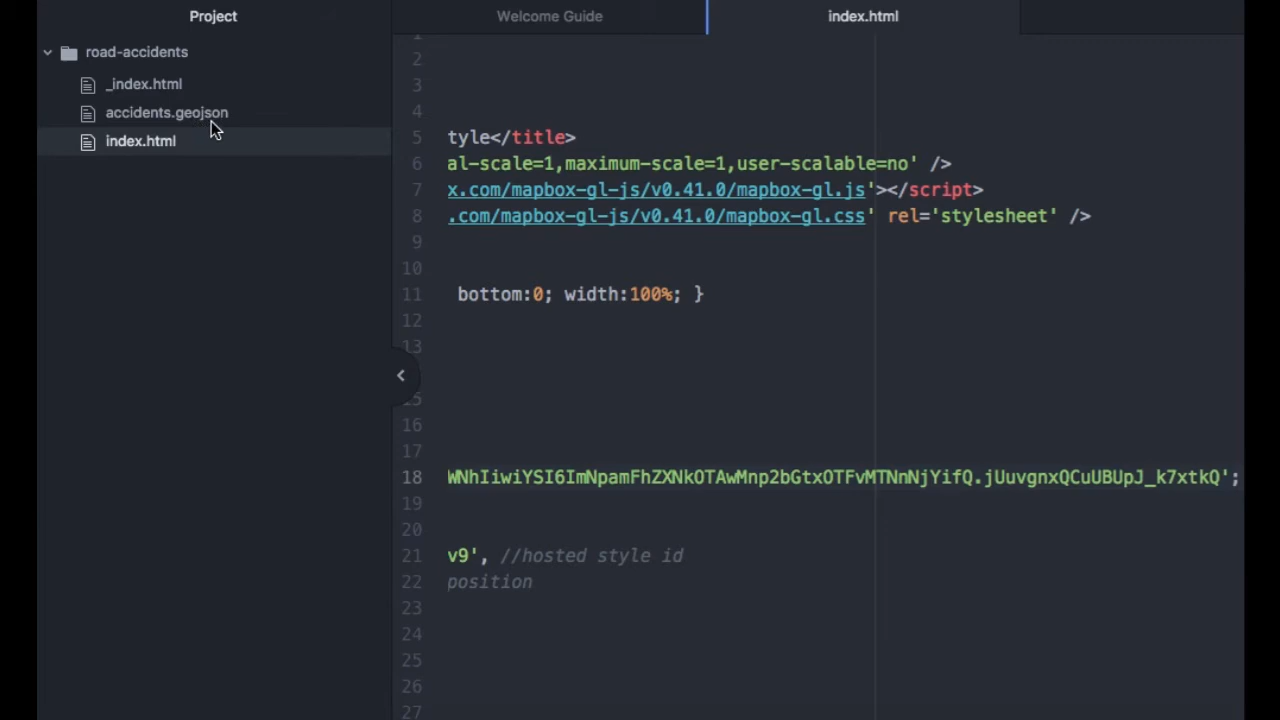 Project
Welcome Guide
index.html
road-accidents
_index.html
accidents.geojson
index.html
1
2
3
4
5 tyle</title>
6 al-scale=1,maximum-scale=1,user-scalable=no' />
7 x.com/mapbox-gl-js/v0.41.0/mapbox-gl.js'></script>
8 .com/mapbox-gl-js/v0.41.0/mapbox-gl.css' rel='stylesheet' />
9
10
11 bottom:0; width:100%; }
12
13
15
16
17
18 WNhIiwiYSI6ImNpamFhZXNkOTAwMnp2bGtxOTFvMTNnNjYifQ.jUuvgnxQCuUBUpJ_k7xtkQ';
19
20
21 v9', //hosted style id
22 position
23
24
25
26
27